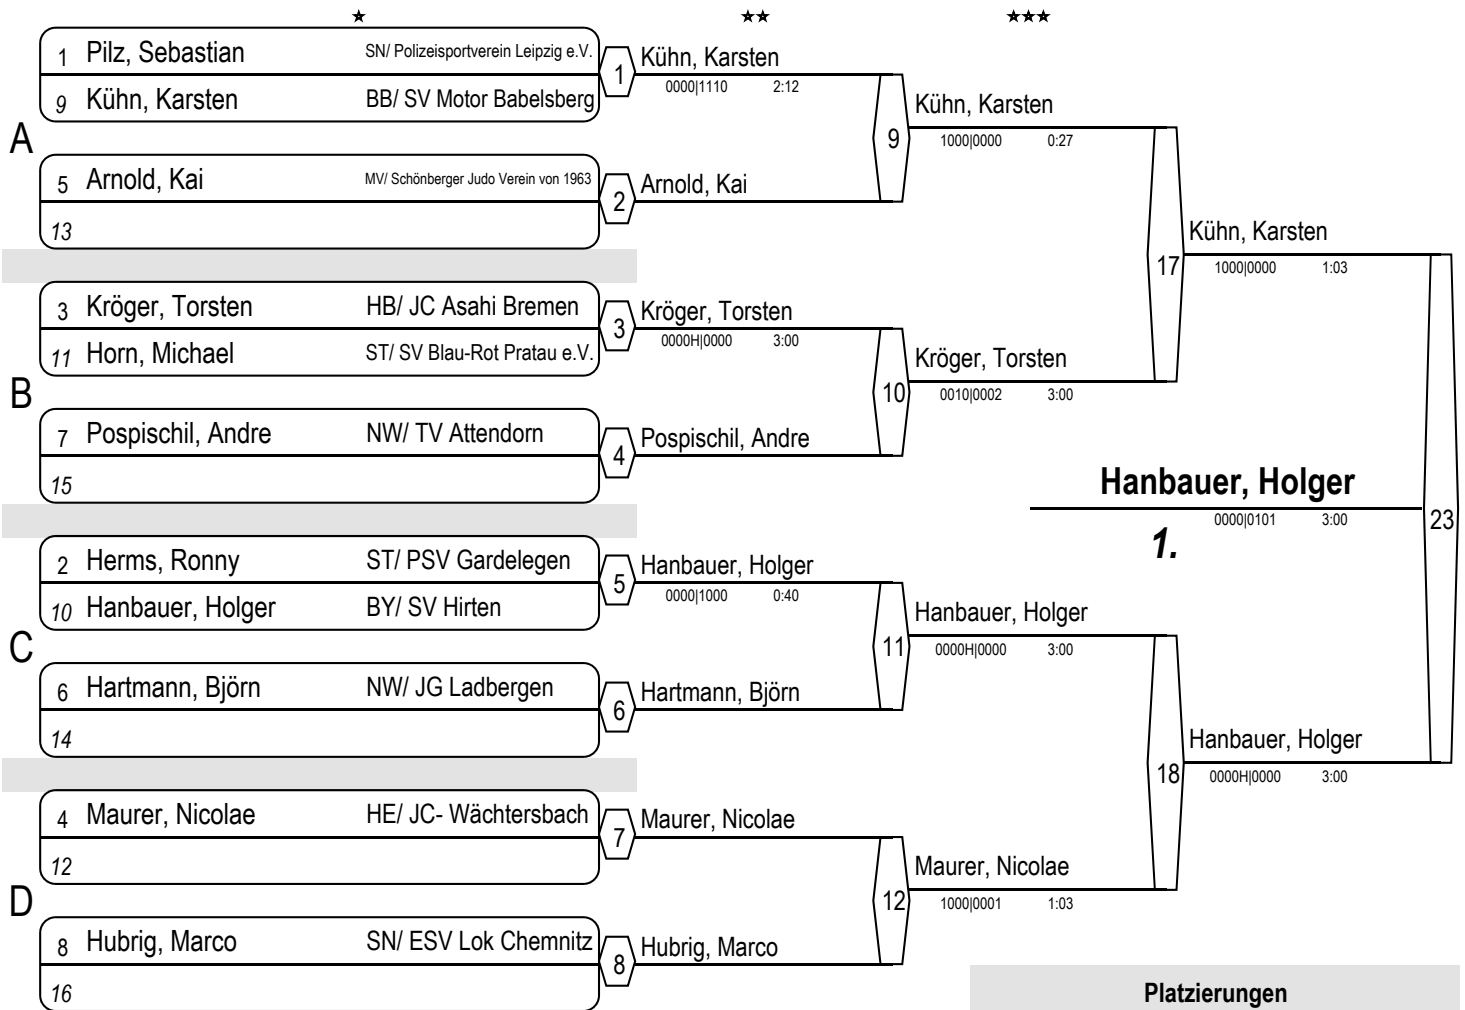 1 Pilz, Sebastian SN/ Polizeisportverein Leipzig e.V.
9 Kühn, Karsten BB/ SV Motor Babelsberg
1
Kühn, Karsten
0000|1110 2:12
A
5 Arnold, Kai MV/ Schönberger Judo Verein von 1963
13
2
Arnold, Kai
9
Kühn, Karsten
1000|0000 0:27
3 Kröger, Torsten HB/ JC Asahi Bremen
11 Horn, Michael ST/ SV Blau-Rot Pratau e.V.
3
Kröger, Torsten
0000H|0000 3:00
B
7 Pospischil, Andre NW/ TV Attendorn
15
4
Pospischil, Andre
10
Kröger, Torsten
0010|0002 3:00
17
Kühn, Karsten
1000|0000 1:03
2 Herms, Ronny ST/ PSV Gardelegen
10 Hanbauer, Holger BY/ SV Hirten
5
Hanbauer, Holger
0000|1000 0:40
C
6 Hartmann, Björn NW/ JG Ladbergen
14
6
Hartmann, Björn
11
Hanbauer, Holger
0000H|0000 3:00
4 Maurer, Nicolae HE/ JC- Wächtersbach
12
7
Maurer, Nicolae
D
8 Hubrig, Marco SN/ ESV Lok Chemnitz
16
8
Hubrig, Marco
12
Maurer, Nicolae
1000|0001 1:03
18
Hanbauer, Holger
0000H|0000 3:00
23
Hanbauer, Holger
0000|0101 3:00
1.
Platzierungen